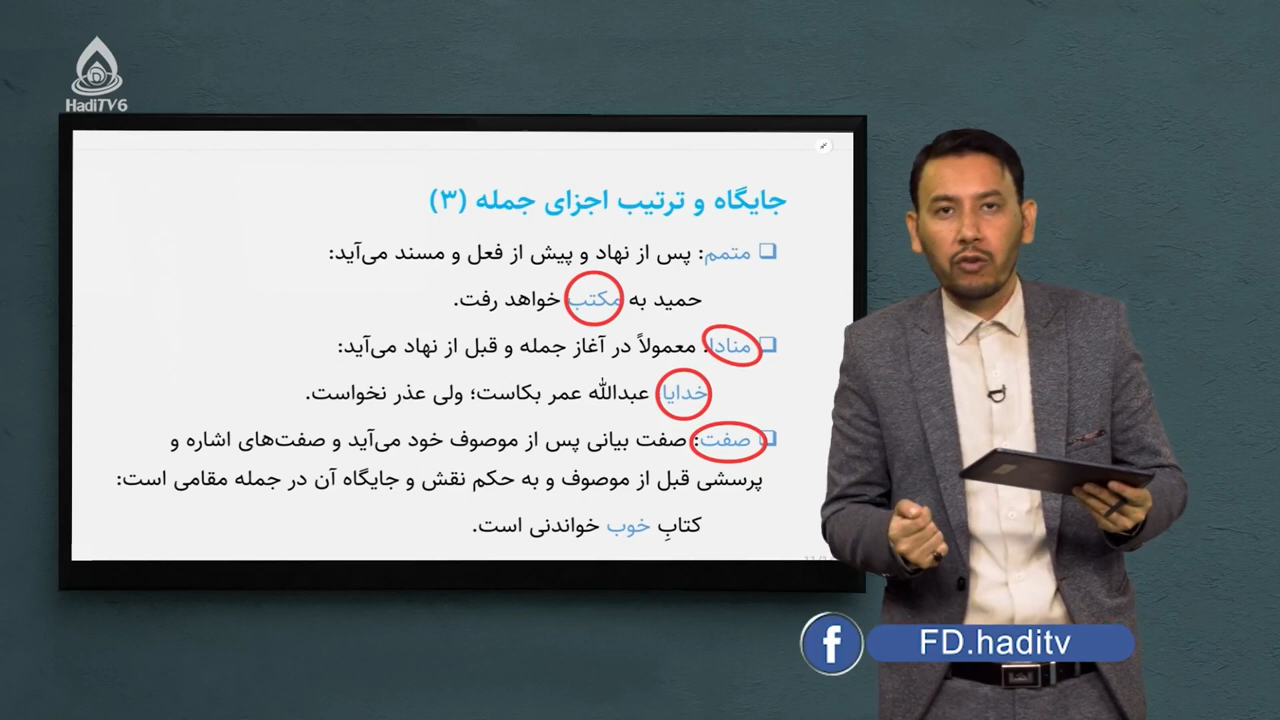 HadiTV6
جایگاه و ترتیب اجزای جمله (۳)
❑ متمم: پس از نهاد و پیش از فعل و مسند می‌آید:
حمید به مکتب خواهد رفت.
❑ منادا: معمولاً در آغاز جمله و قبل از نهاد می‌آید:
خدایا، عبدالله عمر بکاست؛ ولی عذر نخواست.
❑ صفت: صفت بیانی پس از موصوف خود می‌آید و صفت‌های اشاره و
پرسشی قبل از موصوف و به حکم نقش و جایگاه آن در جمله مقامی است:
کتابِ خوب خواندنی است.
f FD.haditv